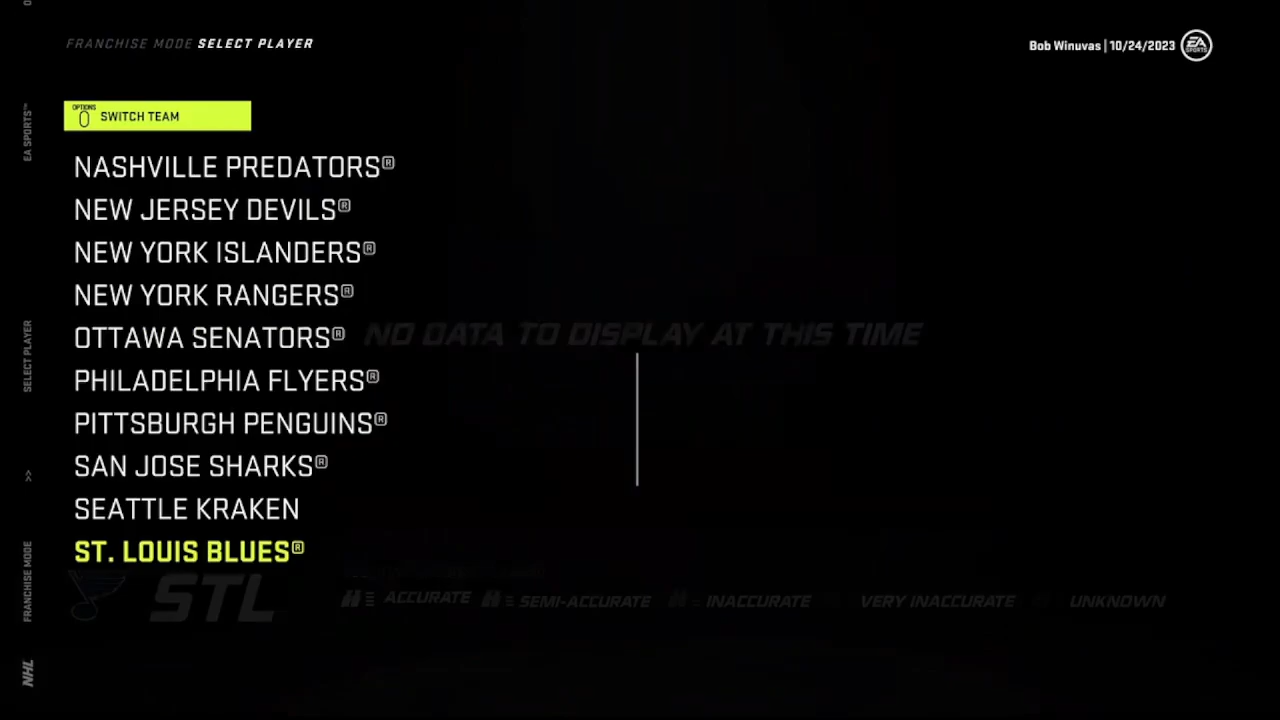 FRANCHISE MODE SELECT PLAYER
Bob Winuvas | 10/24/2023
EA SPORTS
OPTIONS
SWITCH TEAM
NASHVILLE PREDATORS®
NEW JERSEY DEVILS®
NEW YORK ISLANDERS®
NEW YORK RANGERS®
OTTAWA SENATORS®
NO DATA TO DISPLAY AT THIS TIME
PHILADELPHIA FLYERS®
PITTSBURGH PENGUINS®
SAN JOSE SHARKS®
SEATTLE KRAKEN
ST. LOUIS BLUES®
STL
ACCURATE
SEMI-ACCURATE
INACCURATE
VERY INACCURATE
UNKNOWN
NHL FRANCHISE MODE >> SELECT PLAYER EA SPORTS™